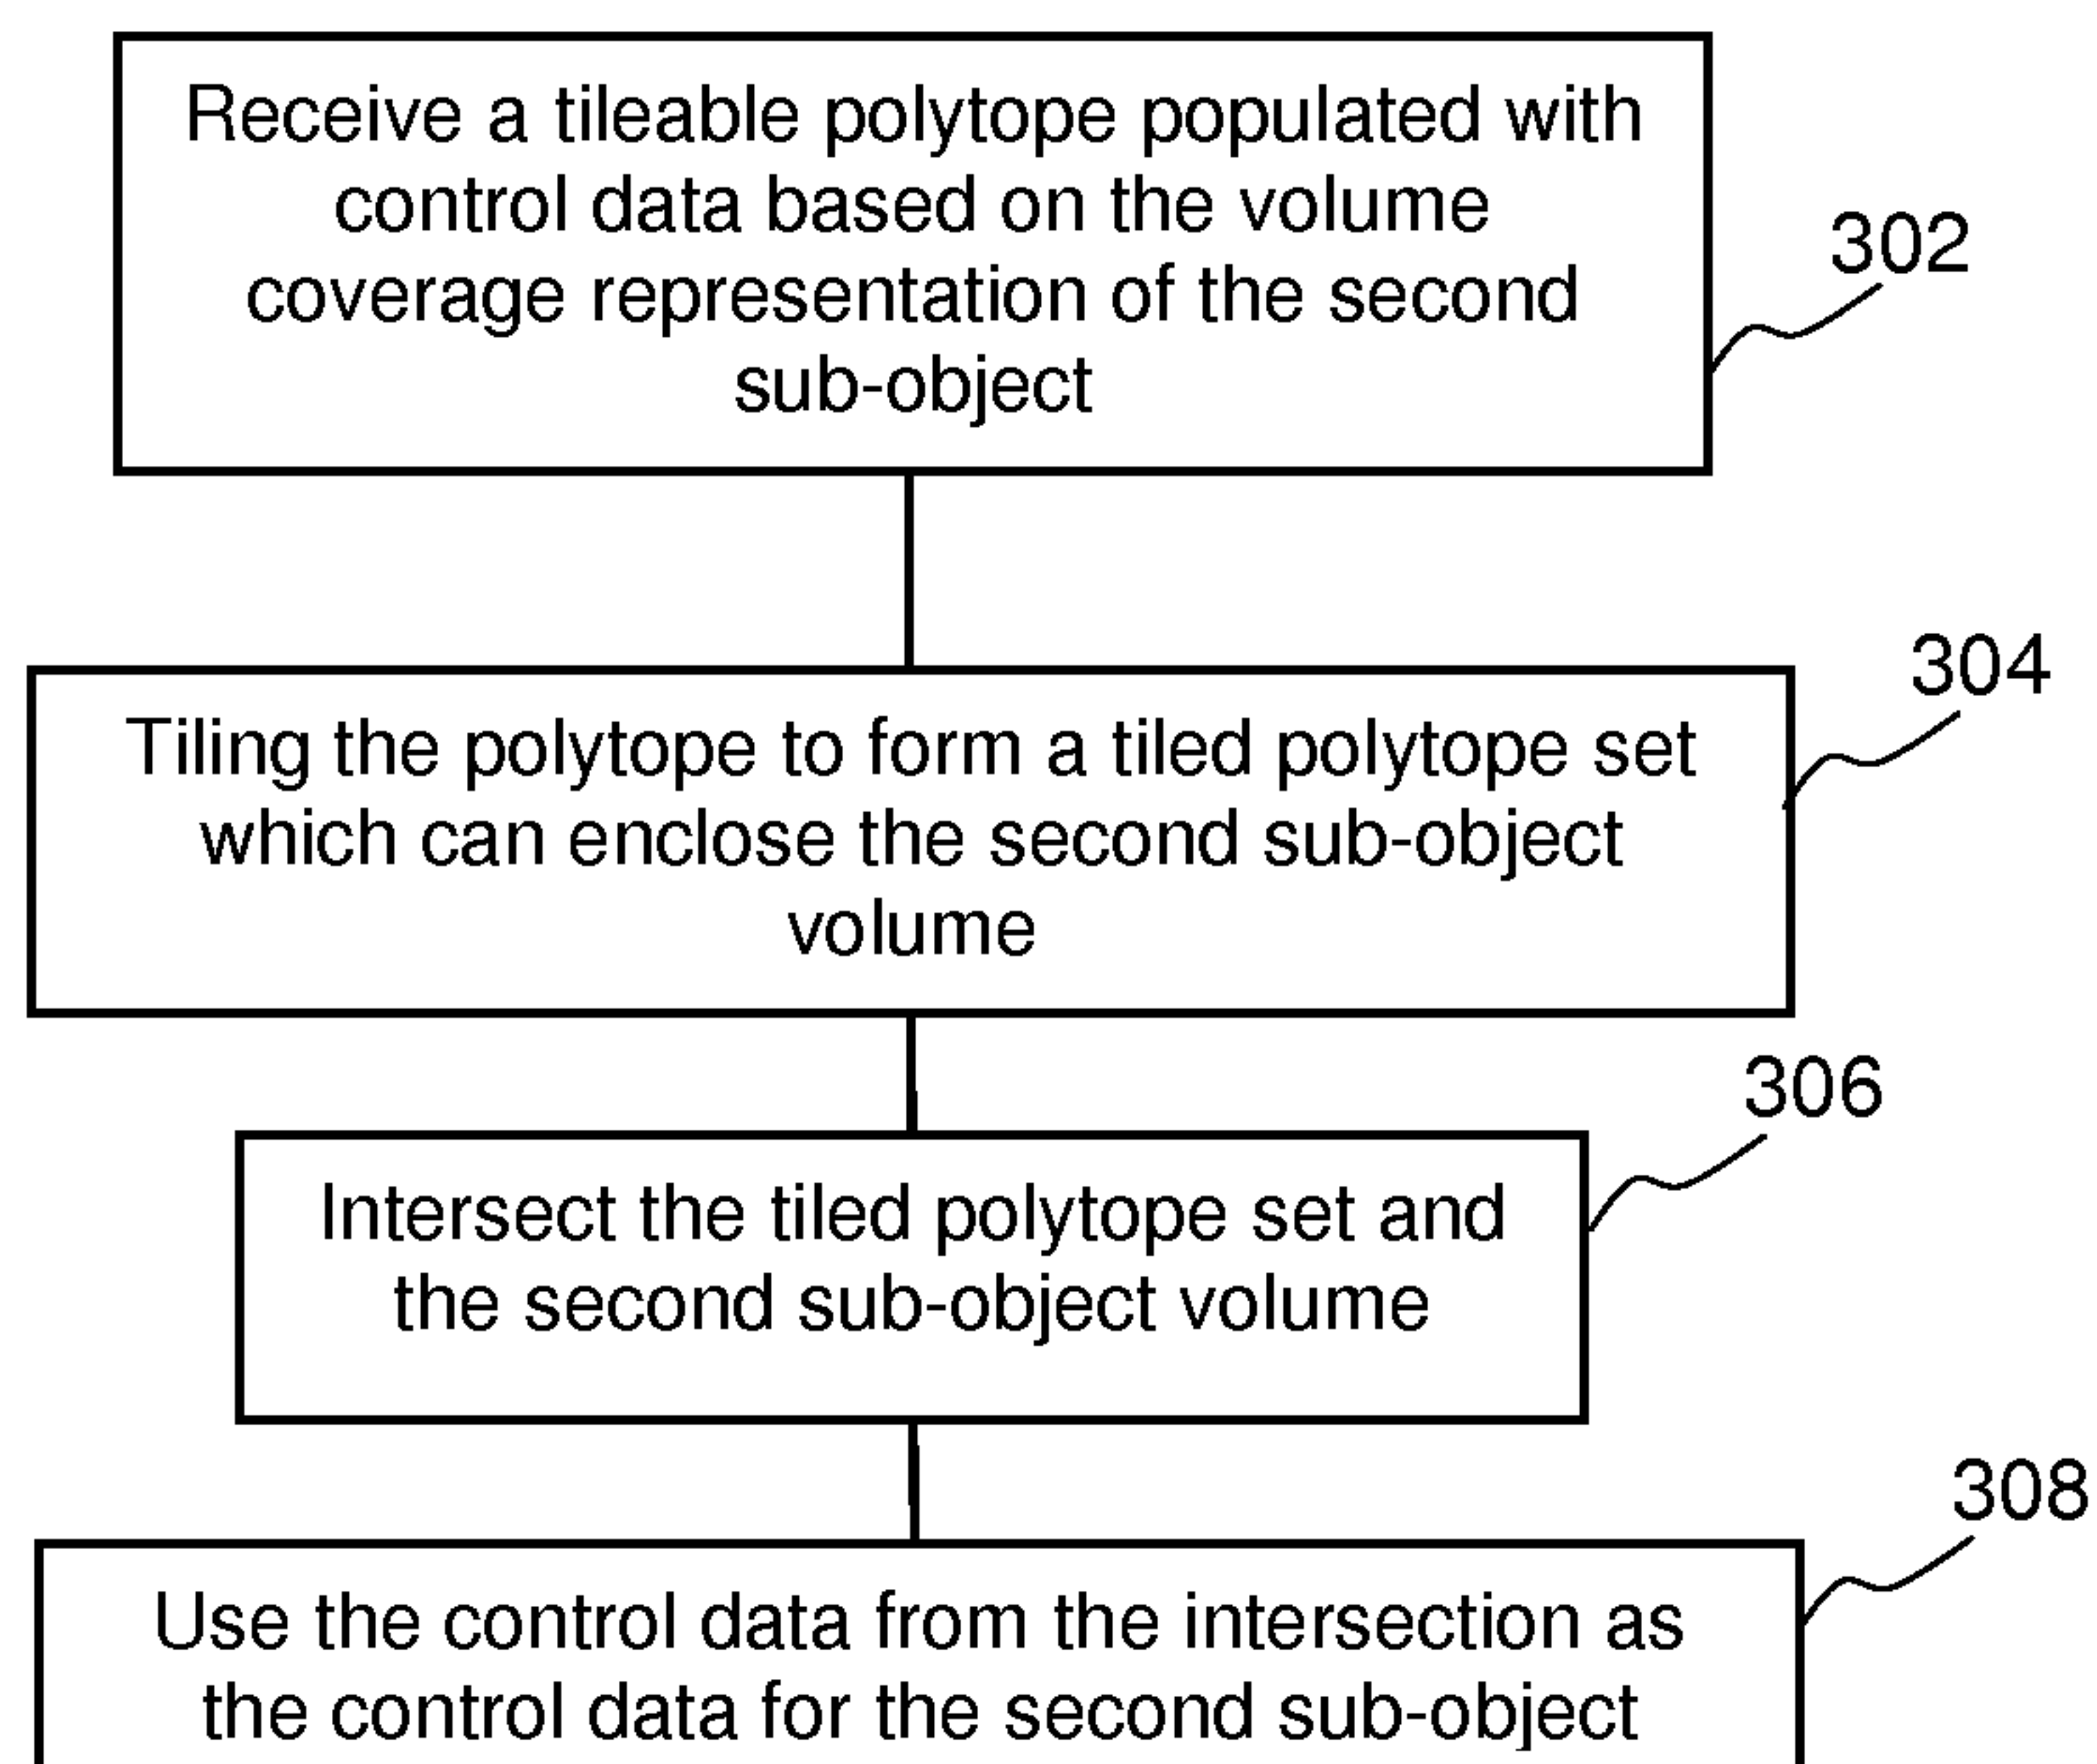 Receive a tileable polytope populated with
control data based on the volume
coverage representation of the second
sub-object
302
304
Tiling the polytope to form a tiled polytope set
which can enclose the second sub-object
volume
306
Intersect the tiled polytope set and
the second sub-object volume
308
Use the control data from the intersection as
the control data for the second sub-object